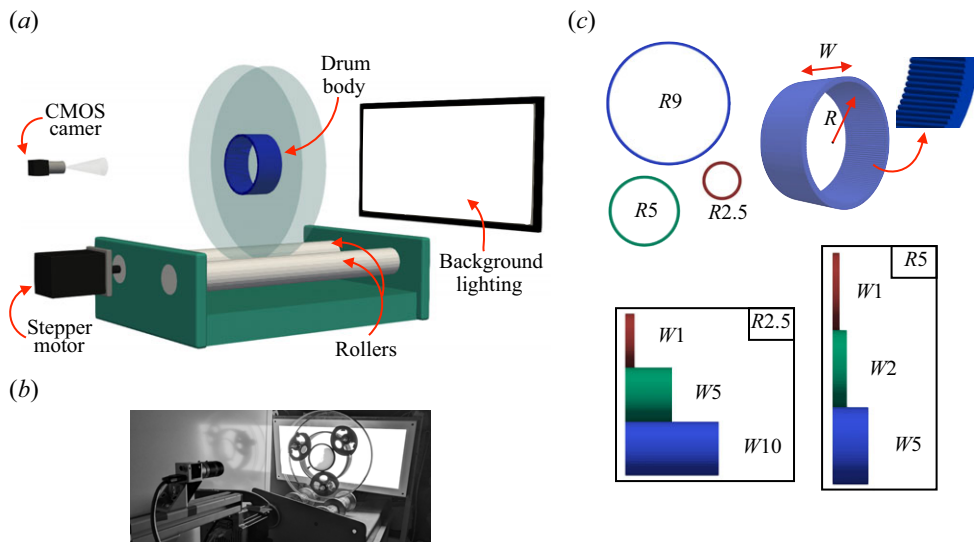 (a)
Drum
body
CMOS
camer
Background
lighting
Stepper
motor
Rollers
(b)
(c)
R9
W
R
R5
R2.5
R2.5
W1
W5
W10
R5
W1
W2
W5